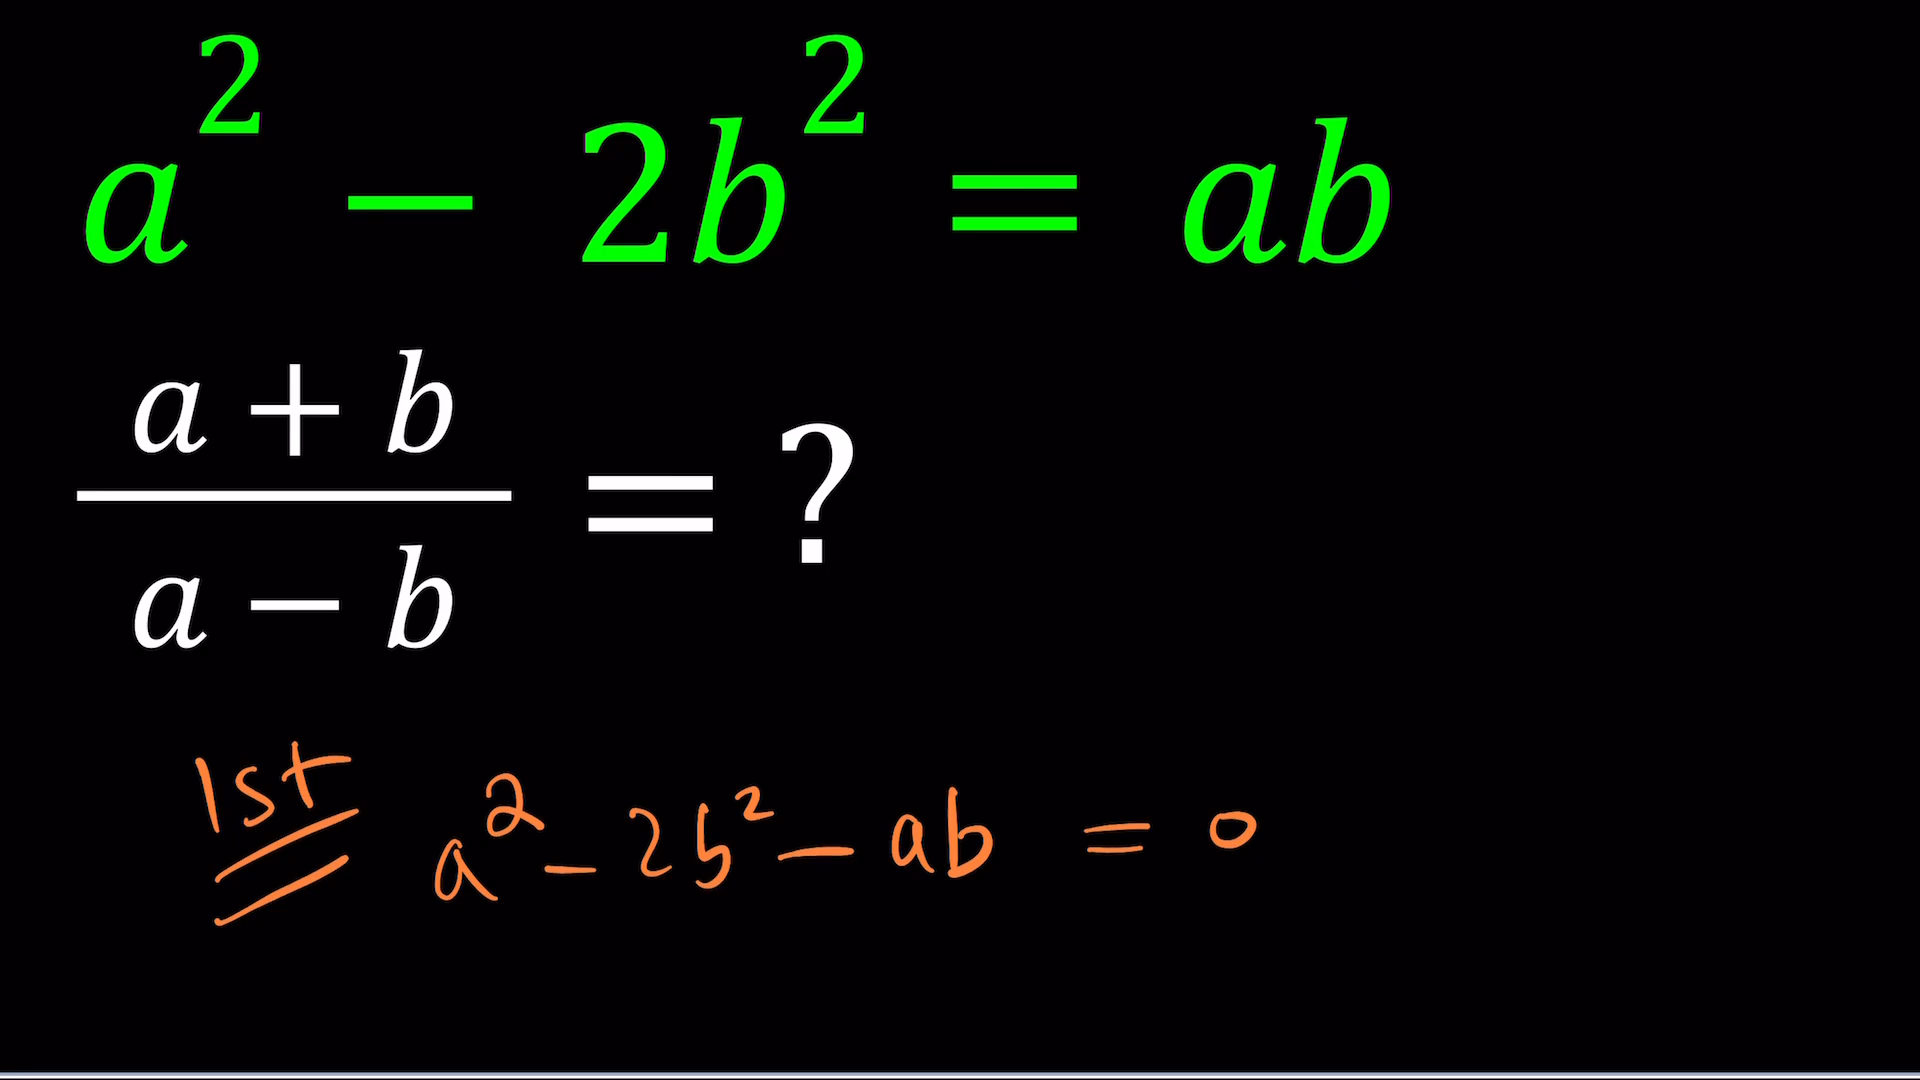 a² − 2b² = ab
(a + b)/(a − b) = ?
1st a² − 2b² − ab = 0